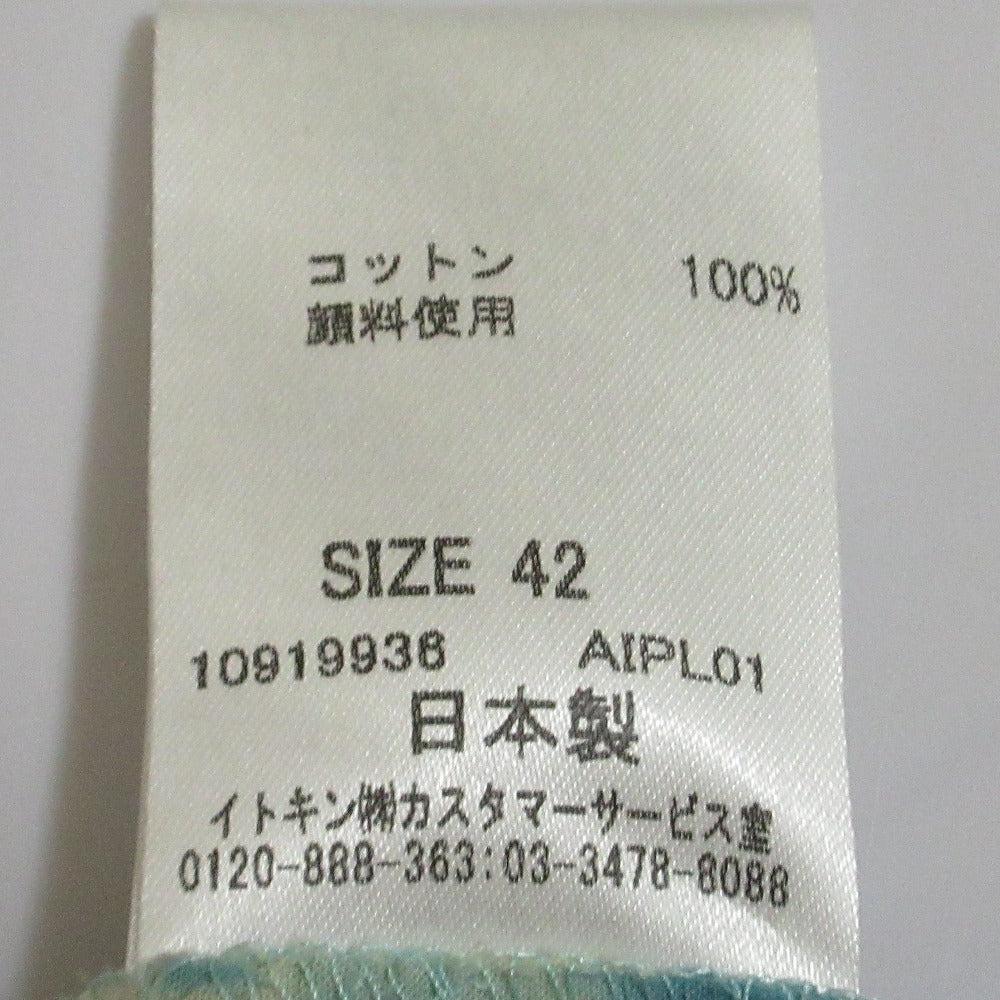 コットン 100%
顔料使用
SIZE 42
10919936 AIPL01
日本製
イトキン㈱カスタマーサービス室
0120-888-363:03-3478-8088